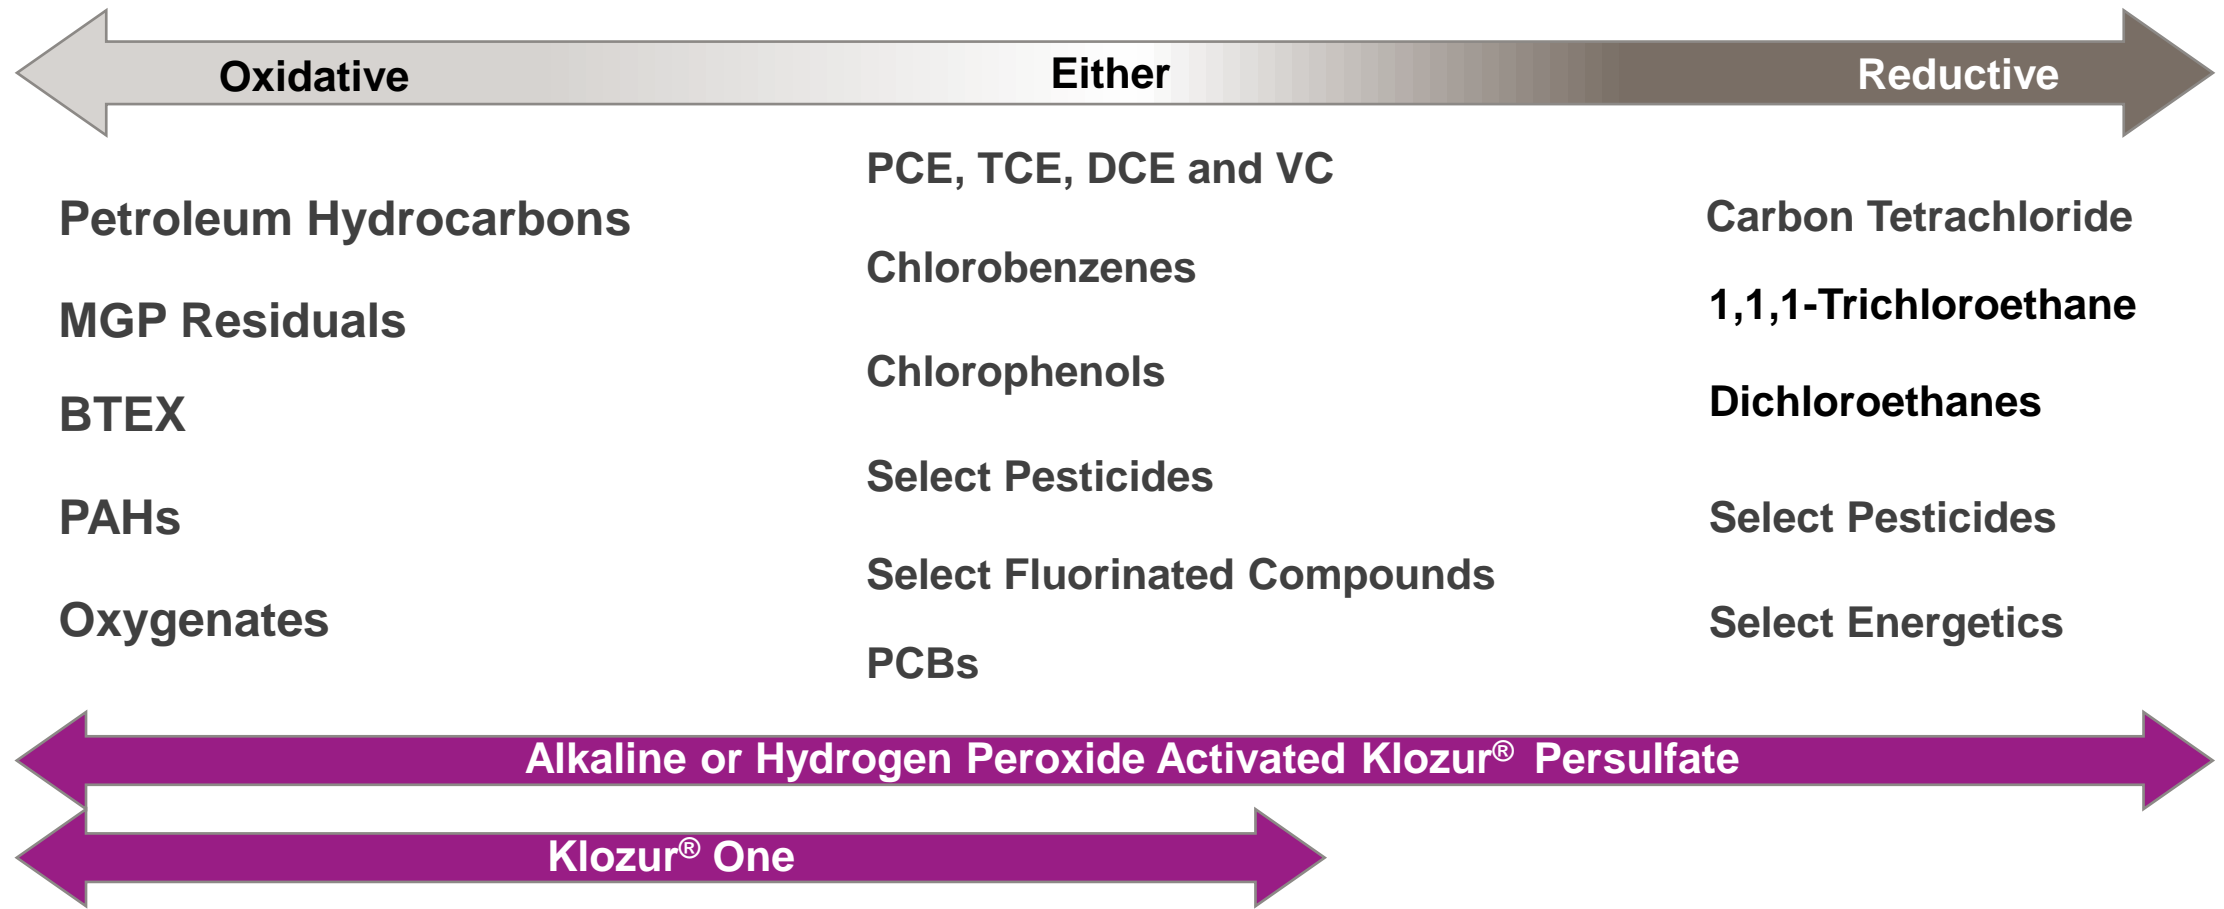 Oxidative
Either
Reductive
Petroleum Hydrocarbons
MGP Residuals
BTEX
PAHs
Oxygenates
PCE, TCE, DCE and VC
Chlorobenzenes
Chlorophenols
Select Pesticides
Select Fluorinated Compounds
PCBs
Carbon Tetrachloride
1,1,1-Trichloroethane
Dichloroethanes
Select Pesticides
Select Energetics
Alkaline or Hydrogen Peroxide Activated Klozur® Persulfate
Klozur® One